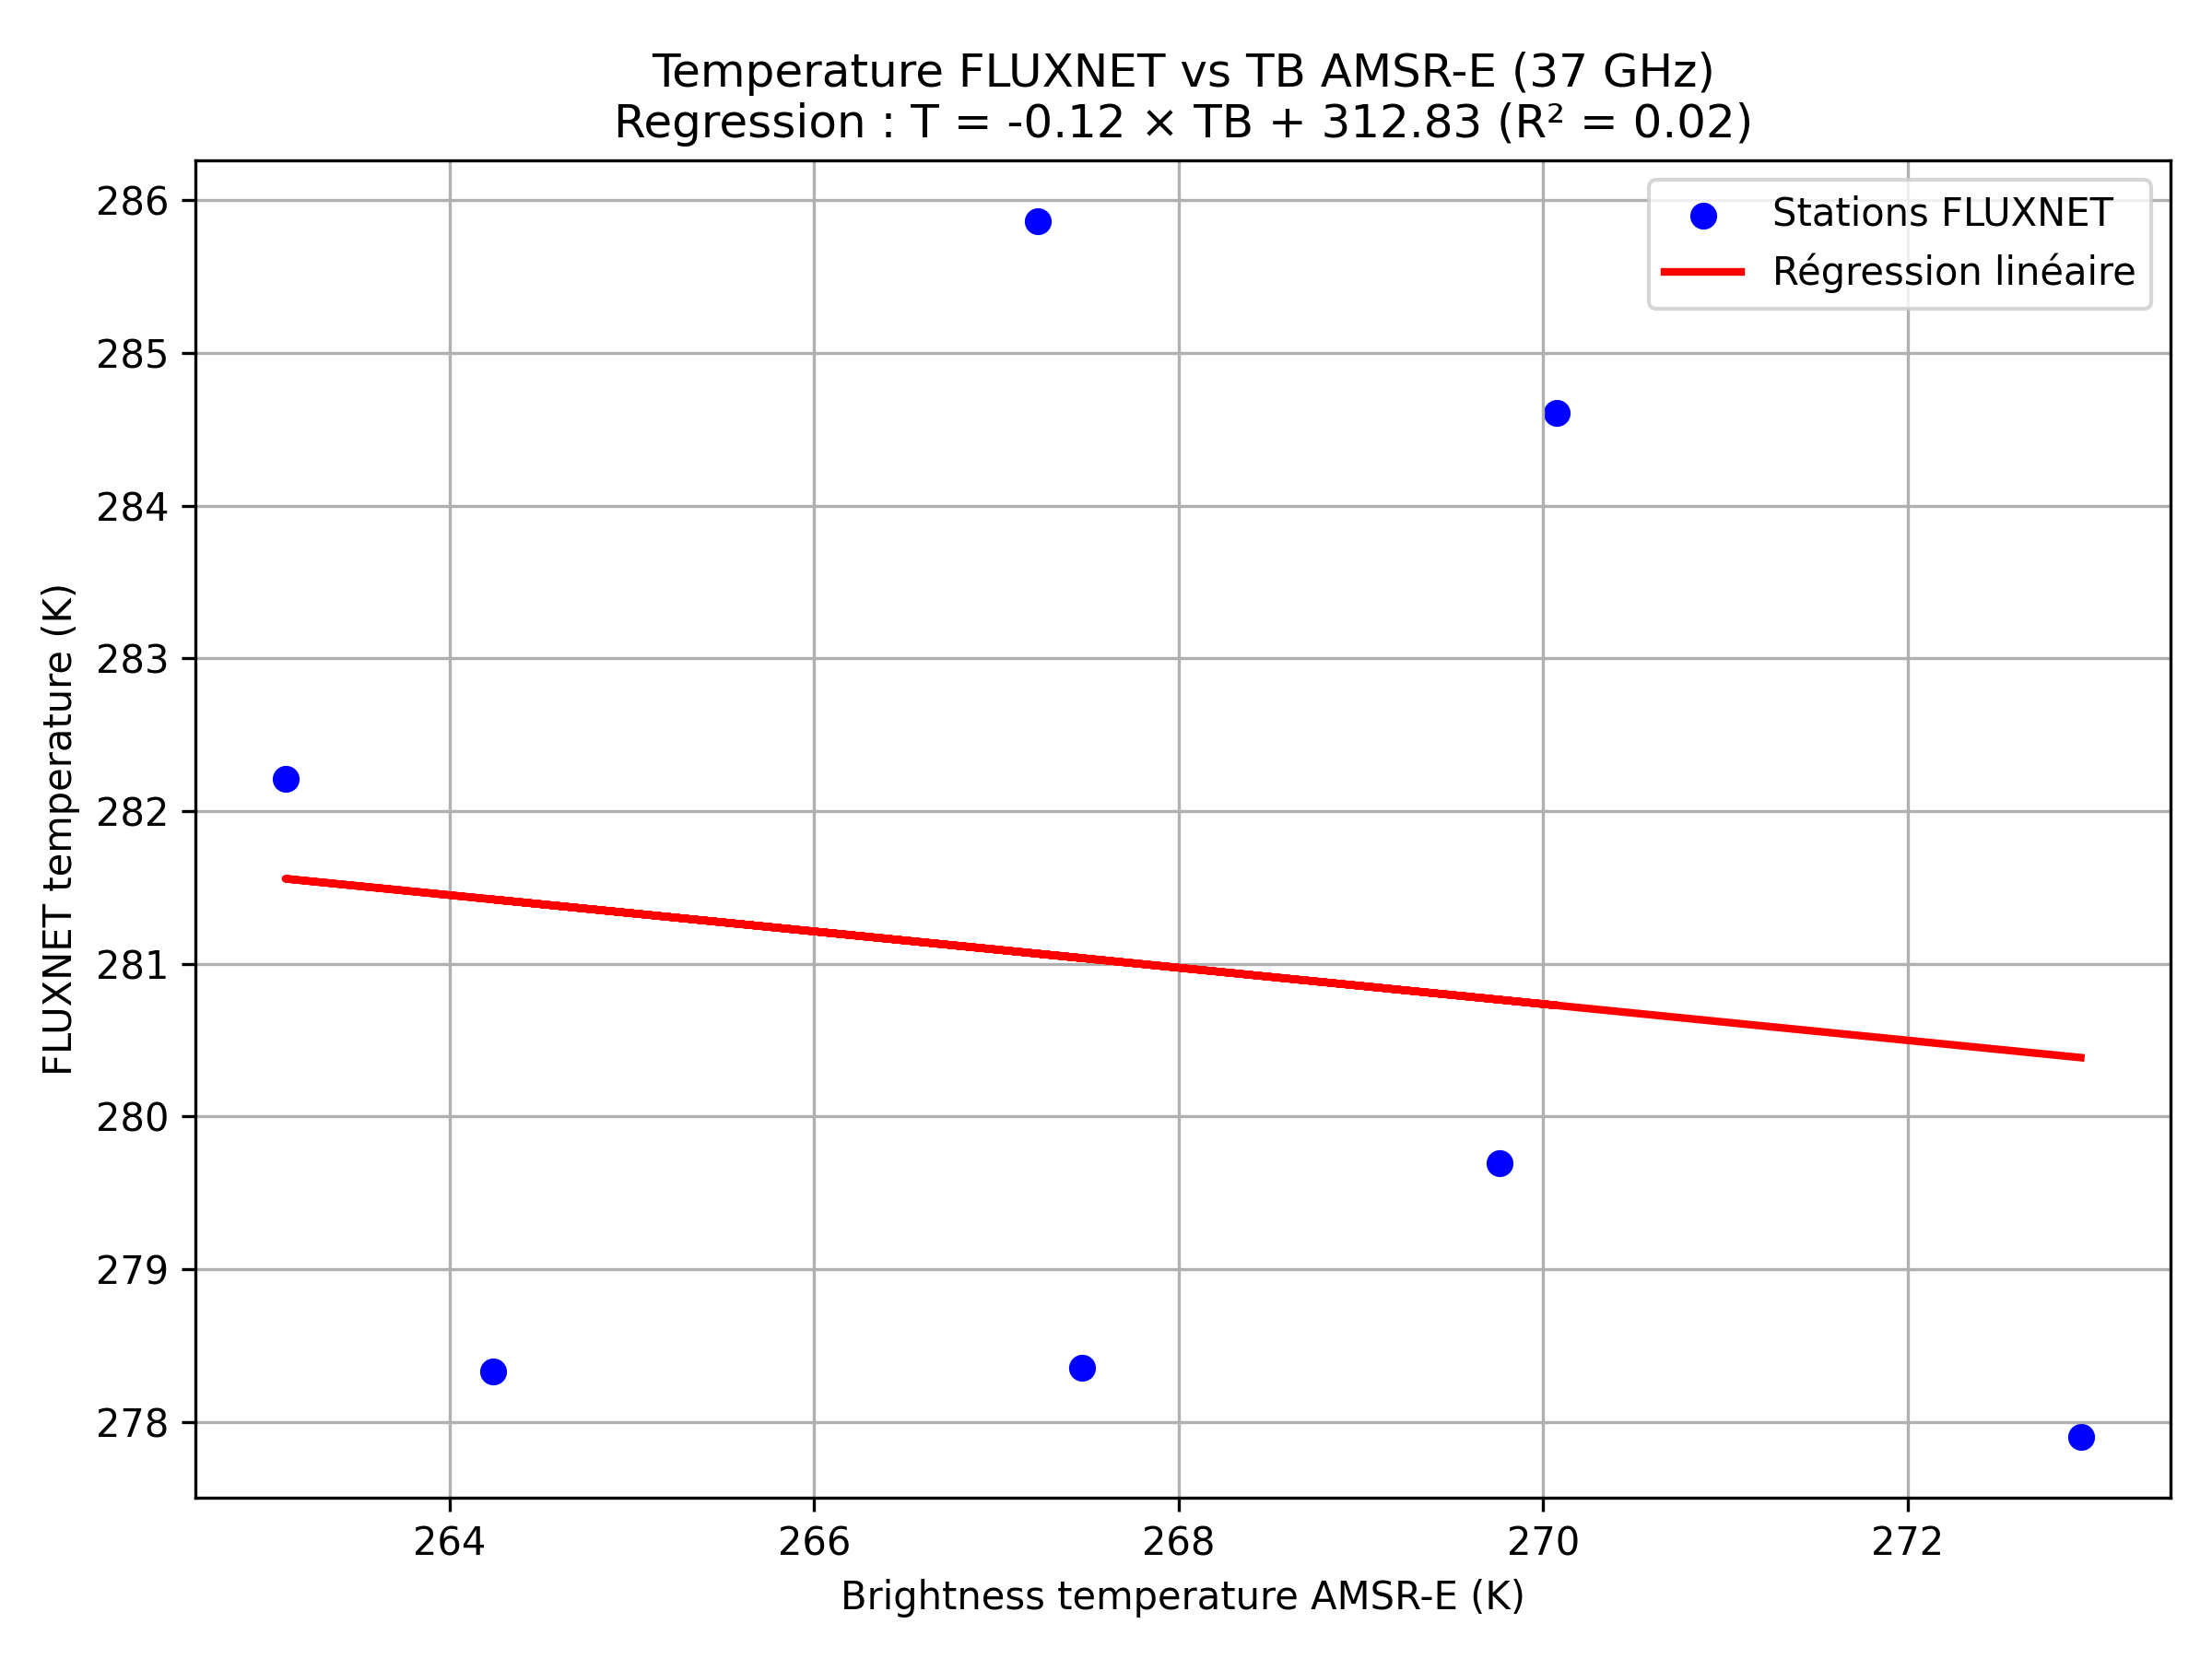 Temperature FLUXNET vs TB AMSR-E (37 GHz)
Regression : T = -0.12 × TB + 312.83 (R² = 0.02)
Stations FLUXNET
Régression linéaire
FLUXNET temperature (K)
286
285
284
283
282
281
280
279
278
264 266 268 270 272
Brightness temperature AMSR-E (K)